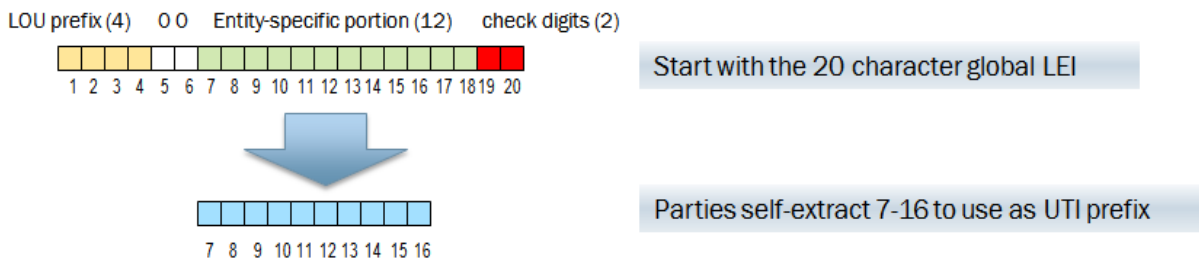 LOU prefix (4) 0 0 Entity-specific portion (12) check digits (2)
Start with the 20 character global LEI
1 2 3 4 5 6 7 8 9 10 11 12 13 14 15 16 17 18 19 20
Parties self-extract 7-16 to use as UTI prefix
7 8 9 10 11 12 13 14 15 16